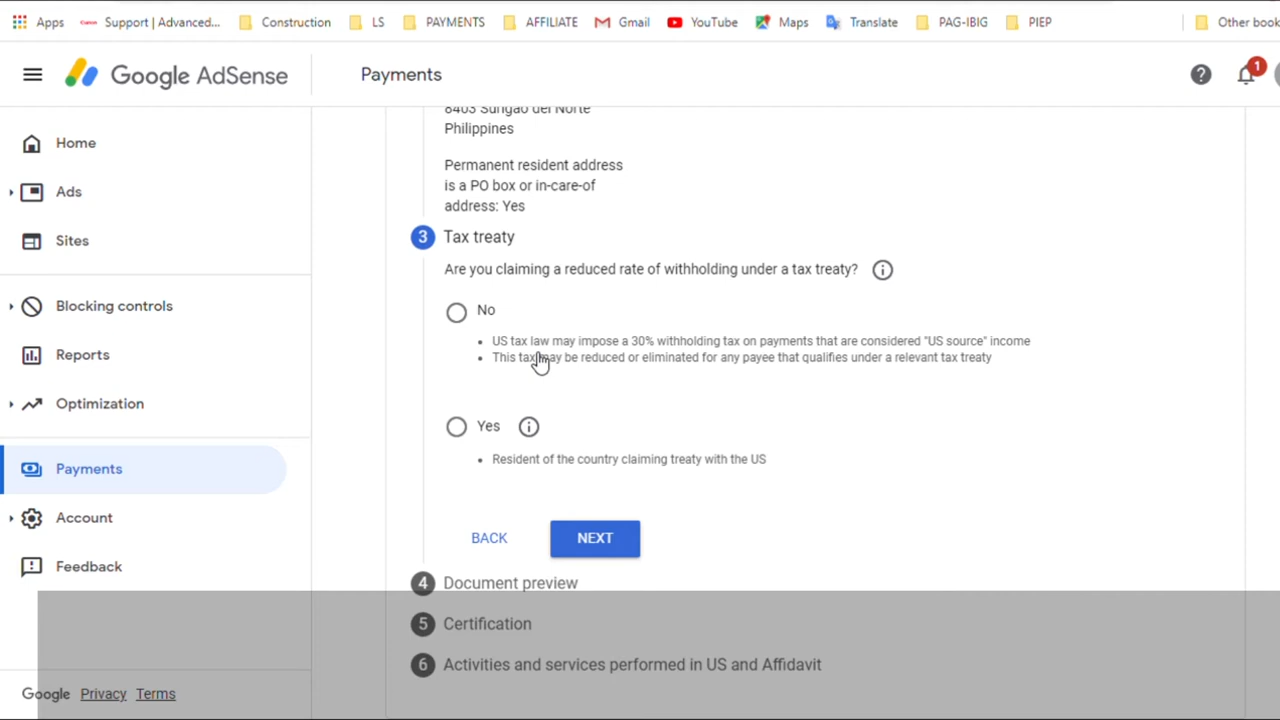 Apps
Support | Advanced...
Construction
LS
PAYMENTS
AFFILIATE
Gmail
YouTube
Maps
Translate
PAG-IBIG
PIEP
Other book
Google AdSense
Payments
1
Home
Ads
Sites
Blocking controls
Reports
Optimization
Payments
Account
Feedback
Google Privacy Terms
8403 Surigao del Norte
Philippines
Permanent resident address
is a PO box or in-care-of
address: Yes
3 Tax treaty
Are you claiming a reduced rate of withholding under a tax treaty?
No
• US tax law may impose a 30% withholding tax on payments that are considered "US source" income
• This tax may be reduced or eliminated for any payee that qualifies under a relevant tax treaty
Yes
• Resident of the country claiming treaty with the US
BACK
NEXT
4 Document preview
5 Certification
6 Activities and services performed in US and Affidavit